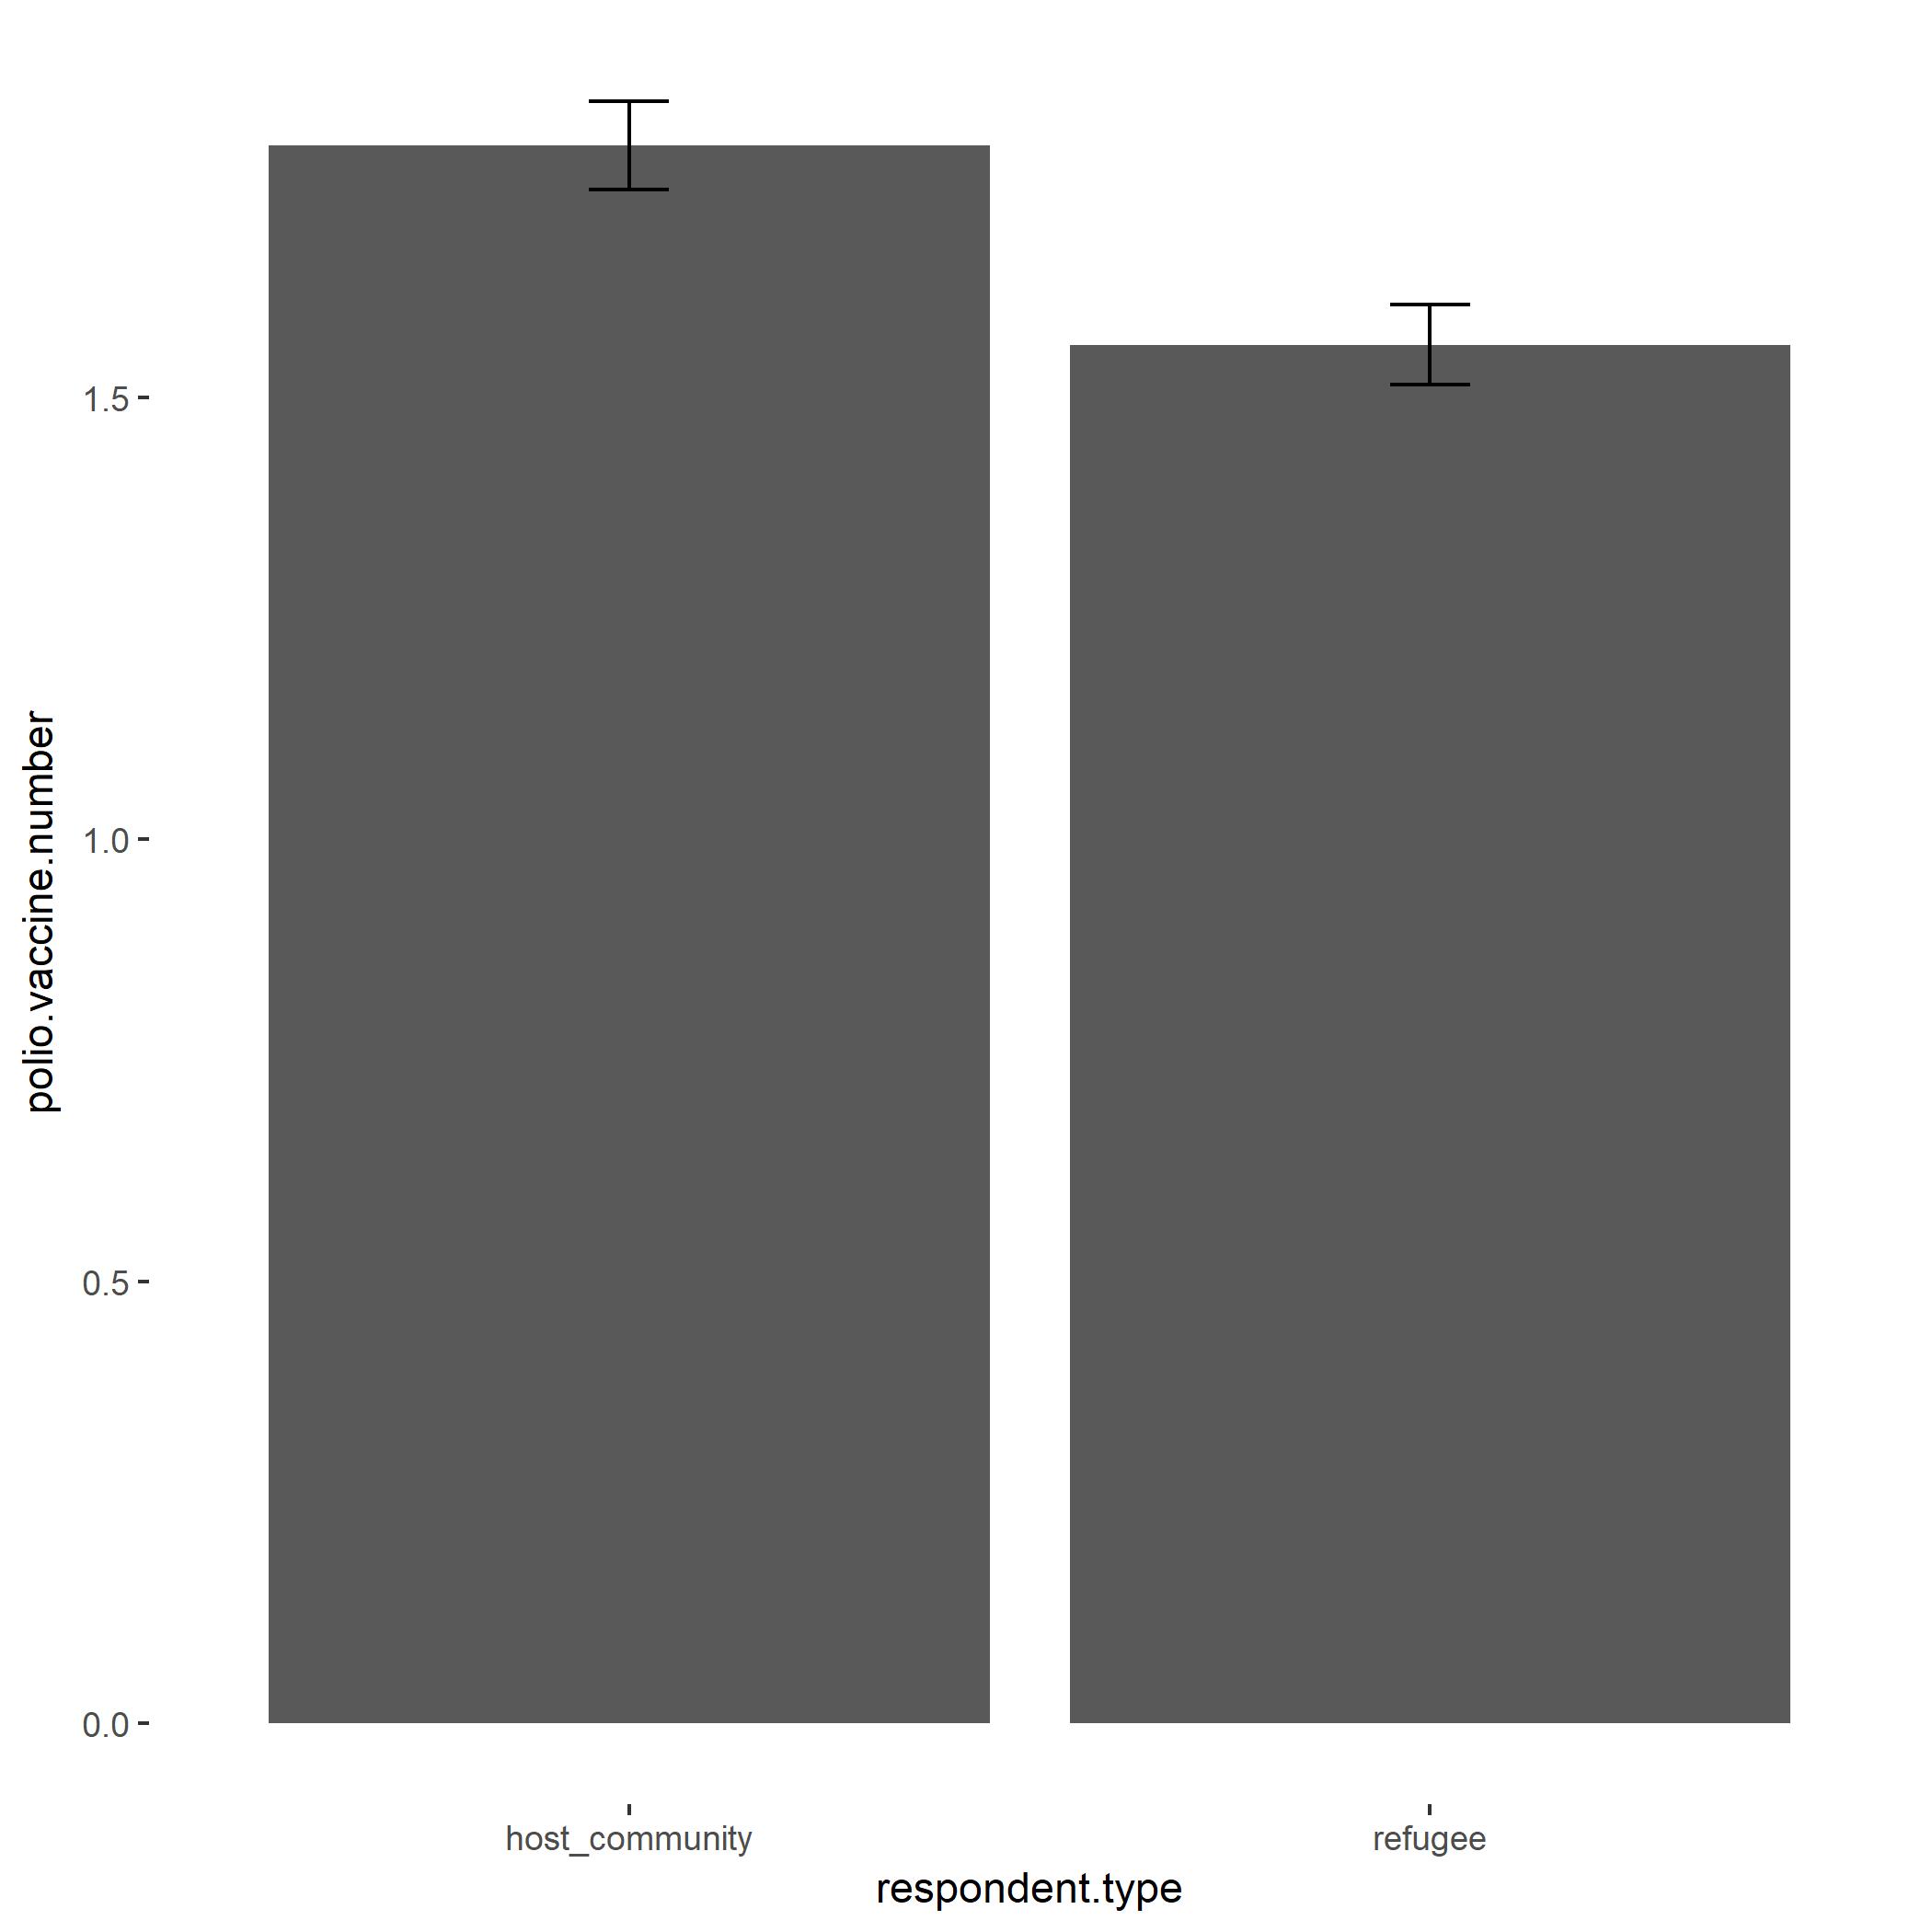 polio.vaccine.number
1.5
1.0
0.5
0.0
host_community
refugee
respondent.type